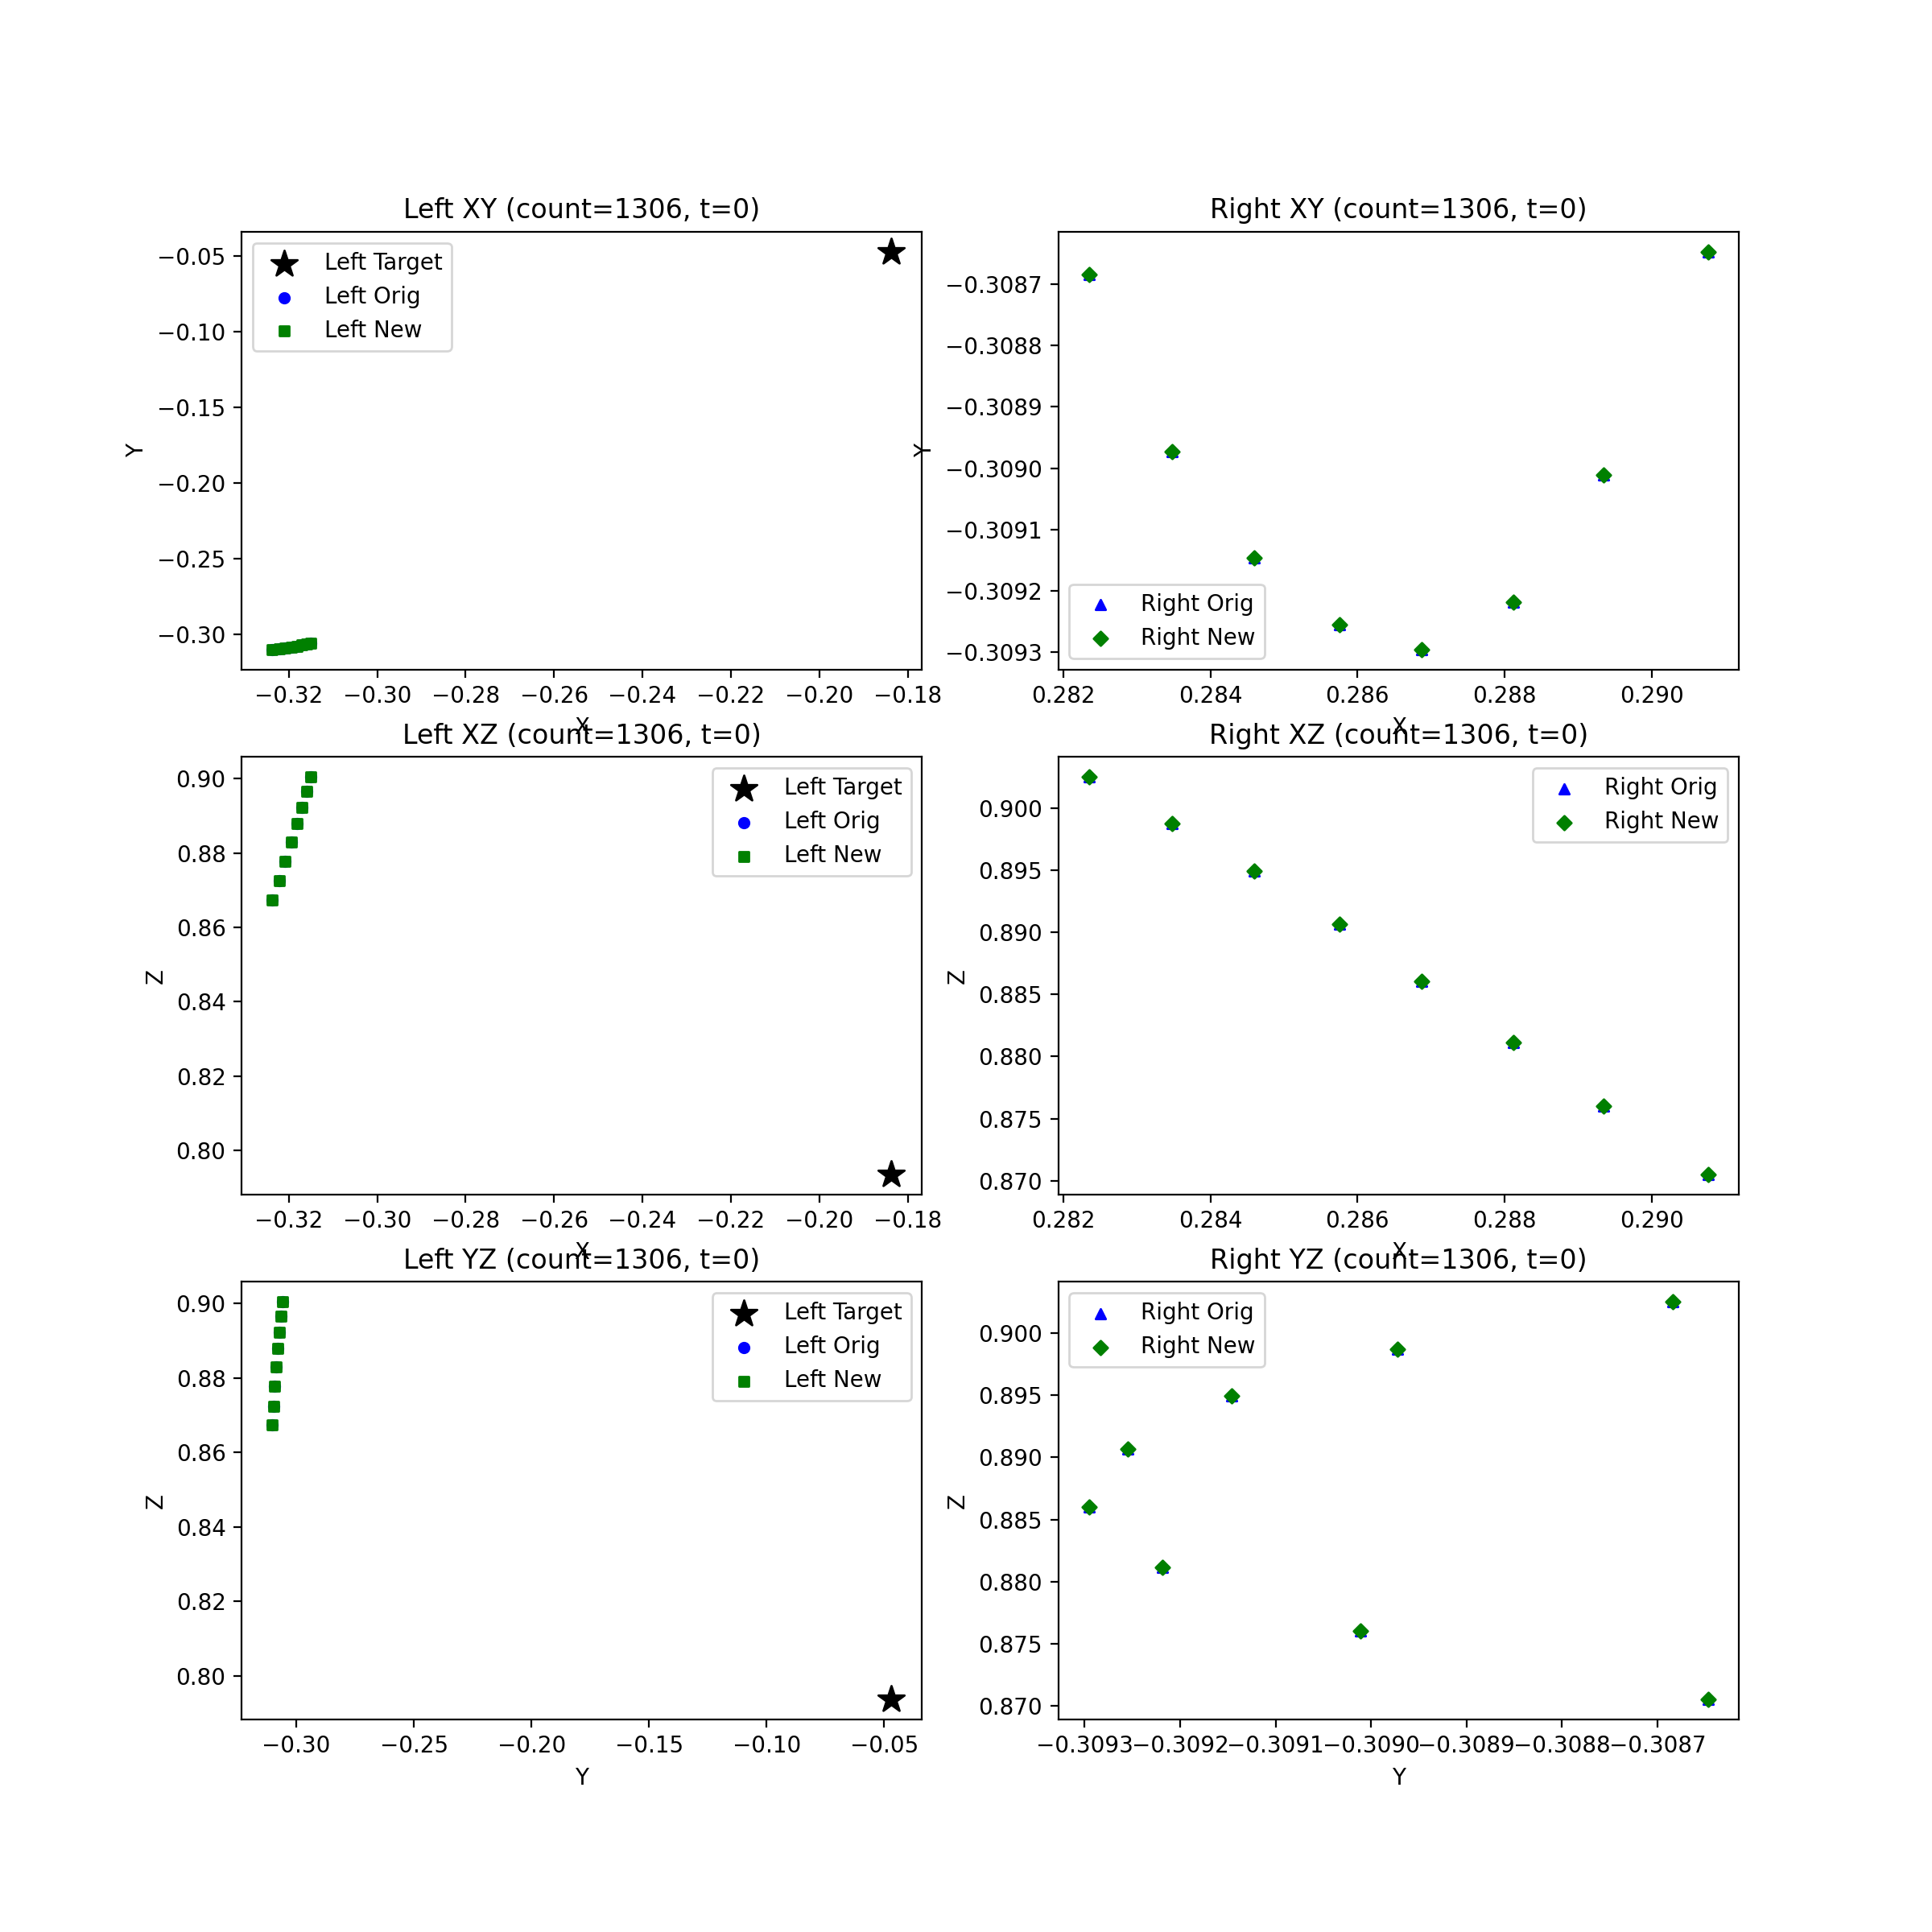 Left XY (count=1306, t=0)
Left Target
Left Orig
Left New
−0.05
−0.10
−0.15
−0.20
−0.25
−0.30
Y
−0.32 −0.30 −0.28 −0.26 −0.24 −0.22 −0.20 −0.18
X
Right XY (count=1306, t=0)
−0.3087
−0.3088
−0.3089
−0.3090
−0.3091
−0.3092
−0.3093
Y
Right Orig
Right New
0.282 0.284 0.286 0.288 0.290
X
Left XZ (count=1306, t=0)
Left Target
Left Orig
Left New
0.90
0.88
0.86
0.84
0.82
0.80
Z
−0.32 −0.30 −0.28 −0.26 −0.24 −0.22 −0.20 −0.18
X
Right XZ (count=1306, t=0)
Right Orig
Right New
0.900
0.895
0.890
0.885
0.880
0.875
0.870
Z
0.282 0.284 0.286 0.288 0.290
X
Left YZ (count=1306, t=0)
Left Target
Left Orig
Left New
0.90
0.88
0.86
0.84
0.82
0.80
Z
−0.30 −0.25 −0.20 −0.15 −0.10 −0.05
Y
Right YZ (count=1306, t=0)
Right Orig
Right New
0.900
0.895
0.890
0.885
0.880
0.875
0.870
Z
−0.3093 −0.3092 −0.3091 −0.3090 −0.3089 −0.3088 −0.3087
Y